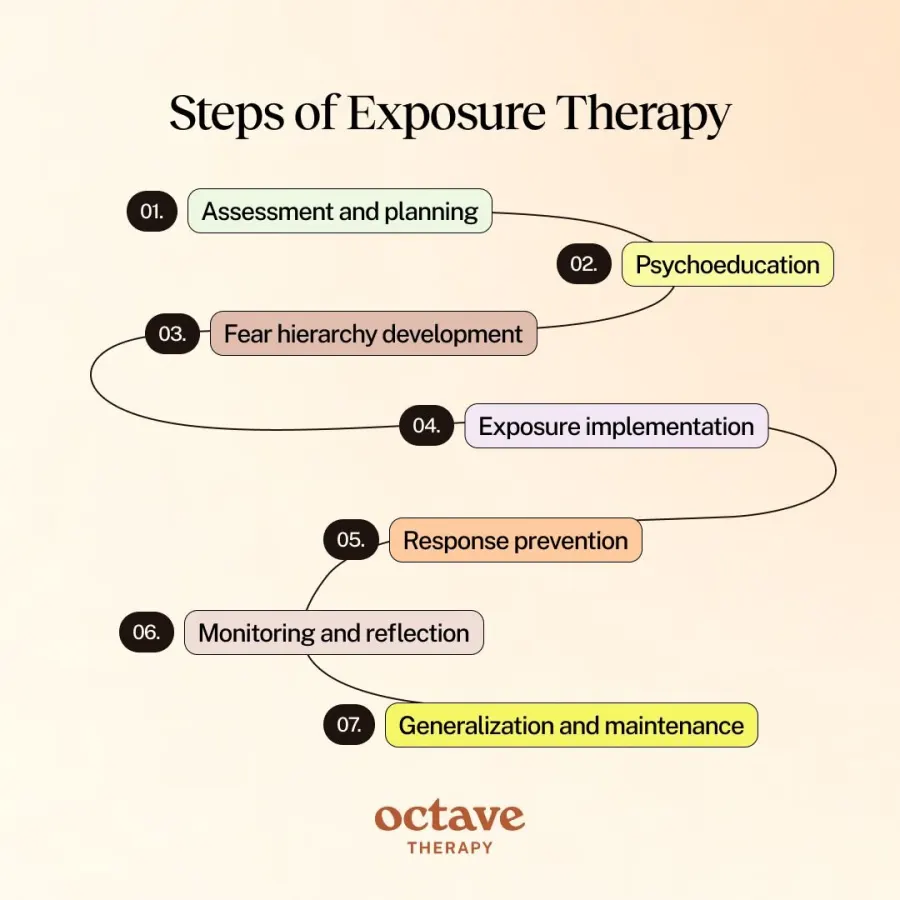 Steps of Exposure Therapy
01. Assessment and planning
02. Psychoeducation
03. Fear hierarchy development
04. Exposure implementation
05. Response prevention
06. Monitoring and reflection
07. Generalization and maintenance
octave
THERAPY